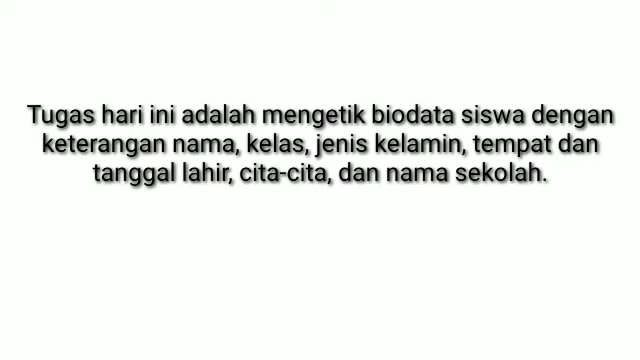 Tugas hari ini adalah mengetik biodata siswa dengan
keterangan nama, kelas, jenis kelamin, tempat dan
tanggal lahir, cita-cita, dan nama sekolah.